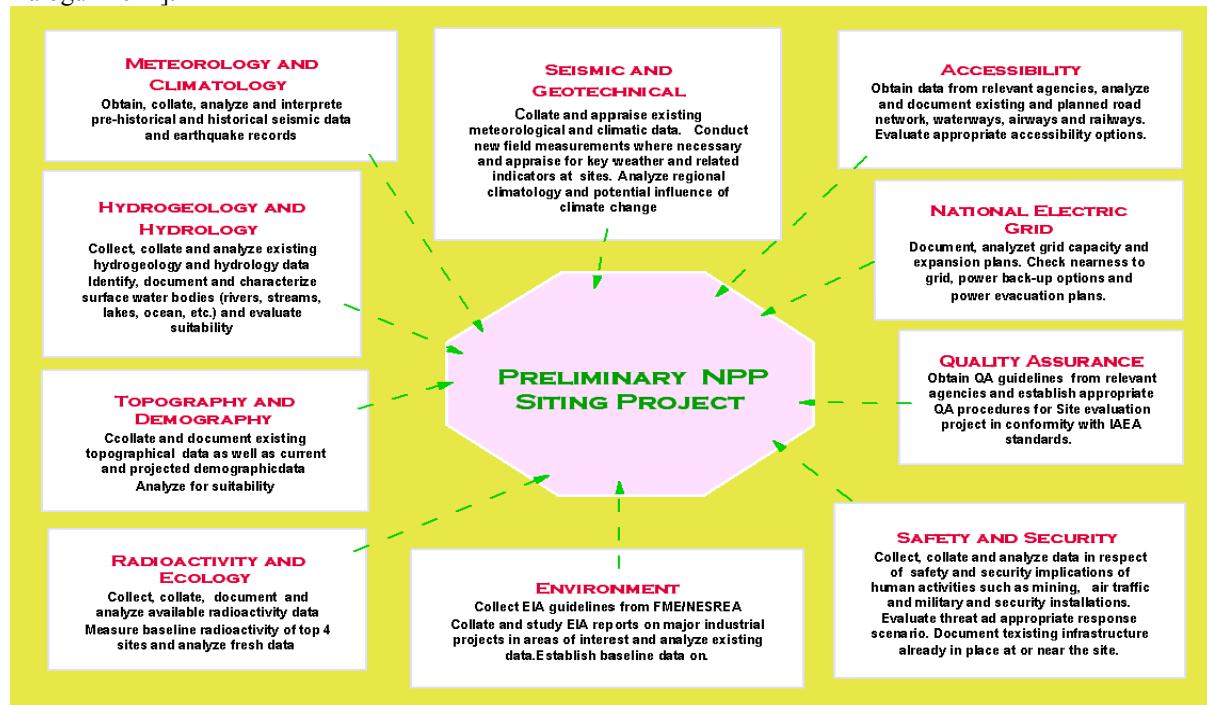 METEOROLOGY AND
CLIMATOLOGY
Obtain, collate, analyze and interprete
pre-historical and historical seismic data
and earthquake records
SEISMIC AND
GEOTECHNICAL
Collate and appraise existing
meteorological and climatic data. Conduct
new field measurements where necessary
and appraise for key weather and related
indicators at sites. Analyze regional
climatology and potential influence of
climate change
ACCESSIBILITY
Obtain data from relevant agencies, analyze
and document existing and planned road
network, waterways, airways and railways.
Evaluate appropriate accessibility options.
HYDROGEOLOGY AND
HYDROLOGY
Collect, collate and analyze existing
hydrogeology and hydrology data
Identify, document and characterize
surface water bodies (rivers, streams,
lakes, ocean, etc.) and evaluate
suitability
NATIONAL ELECTRIC
GRID
Document, analyzet grid capacity and
expansion plans. Check nearness to
grid, power back-up options and
power evacuation plans.
PRELIMINARY NPP
SITING PROJECT
QUALITY ASSURANCE
Obtain QA guidelines from relevant
agencies and establish appropriate
QA procedures for Site evaluation
project in conformity with IAEA
standards.
TOPOGRAPHY AND
DEMOGRAPHY
Ccollate and document existing
topographical data as well as current
and projected demographicdata
Analyze for suitability
RADIOACTIVITY AND
ECOLOGY
Collect, collate, document and
analyze available radioactivity data
Measure baseline radioactivity of top 4
sites and analyze fresh data
ENVIRONMENT
Collect EIA guidelines from FME/NESREA
Collate and study EIA reports on major industrial
projects in areas of interest and analyze existing
data.Establish baseline data on.
SAFETY AND SECURITY
Collect, collate and analyze data in respect
of safety and security implications of
human activities such as mining, air traffic
and military and security installations.
Evaluate threat ad appropriate response
scenario. Document texisting infrastructure
already in place at or near the site.